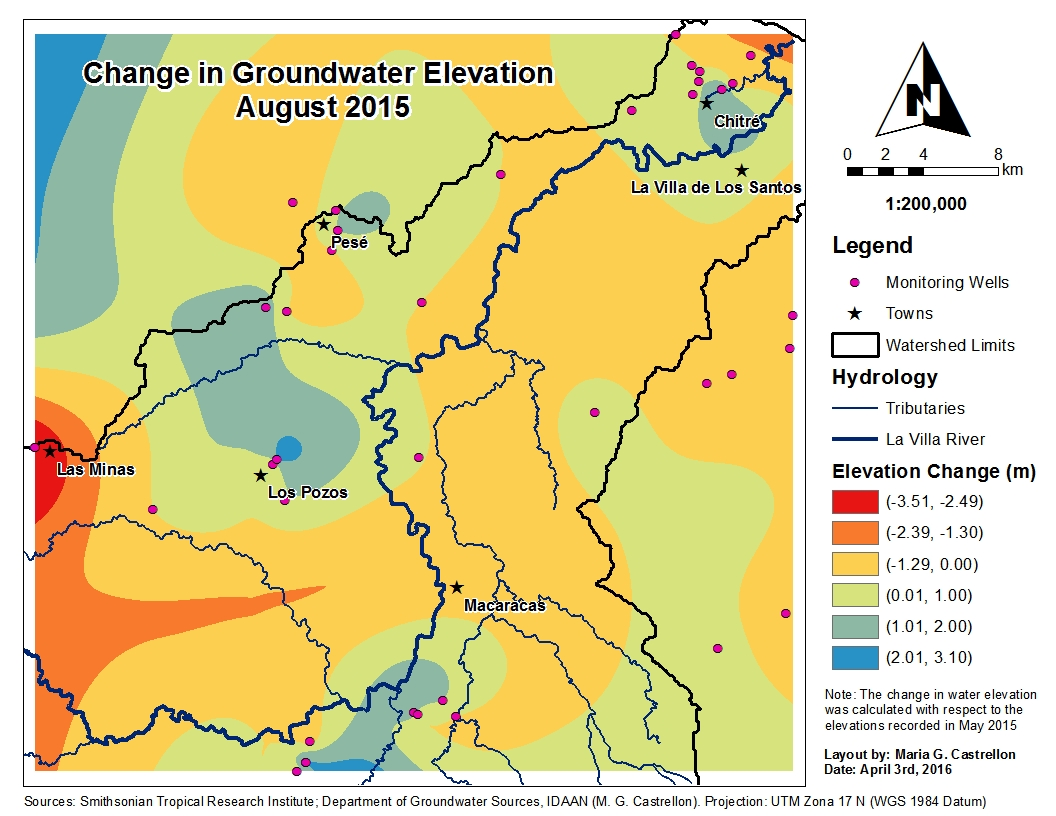 Change in Groundwater Elevation
August 2015
Chitré
La Villa de Los Santos
Pesé
Las Minas
Los Pozos
Macaracas
N
0 2 4 8
km
1:200,000
Legend
Monitoring Wells
Towns
Watershed Limits
Hydrology
Tributaries
La Villa River
Elevation Change (m)
(-3.51, -2.49)
(-2.39, -1.30)
(-1.29, 0.00)
(0.01, 1.00)
(1.01, 2.00)
(2.01, 3.10)
Note: The change in water elevation
was calculated with respect to the
elevations recorded in May 2015
Layout by: Maria G. Castrellon
Date: April 3rd, 2016
Sources: Smithsonian Tropical Research Institute; Department of Groundwater Sources, IDAAN (M. G. Castrellon). Projection: UTM Zona 17 N (WGS 1984 Datum)